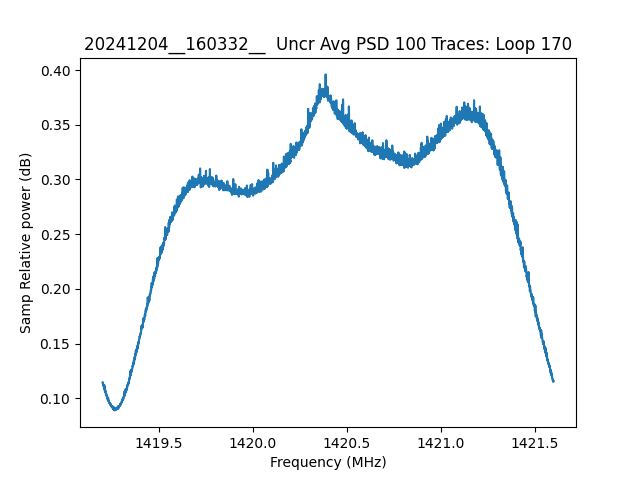 20241204__160332__  Uncr Avg PSD 100 Traces: Loop 170
Samp Relative power (dB)
0.40
0.35
0.30
0.25
0.20
0.15
0.10
1419.5 1420.0 1420.5 1421.0 1421.5
Frequency (MHz)